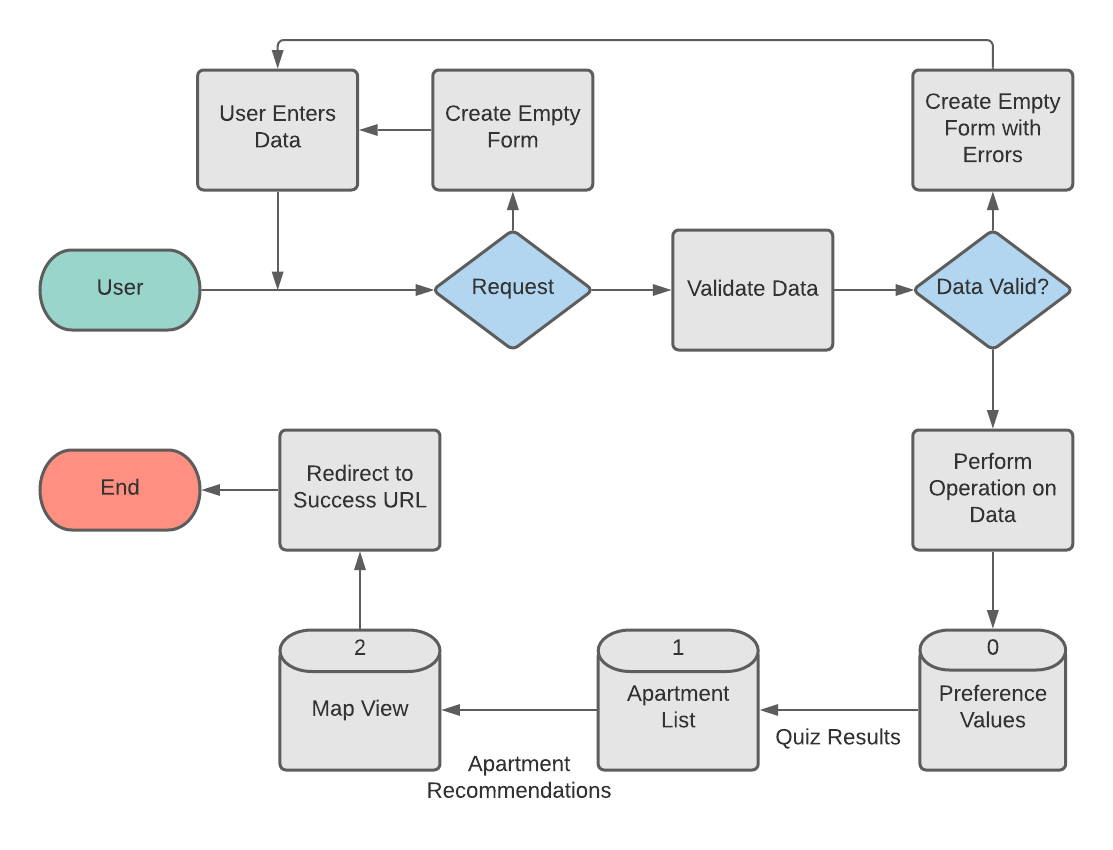 User Enters
Data
Create Empty
Form
Create Empty
Form with
Errors
User
Request
Validate Data
Data Valid?
End
Redirect to
Success URL
Perform
Operation on
Data
2
Map View
1
Apartment
List
0
Preference
Values
Quiz Results
Apartment
Recommendations